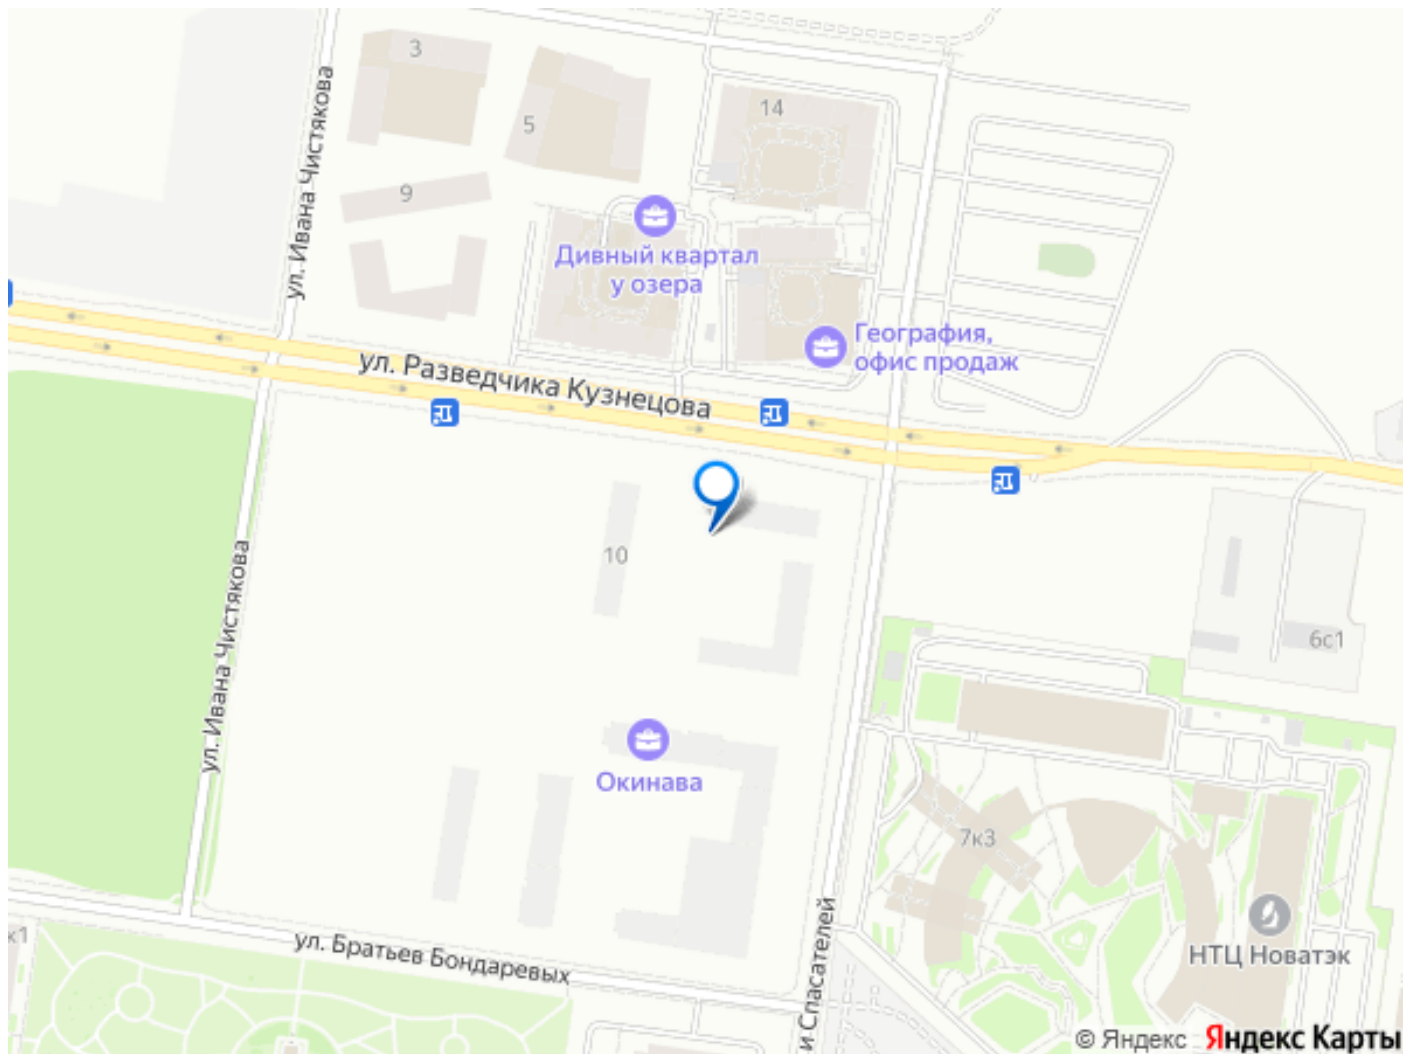 3
5
14
ул. Ивана Чистякова
9
Дивный квартал
у озера
География,
офис продаж
ул. Разведчика Кузнецова
10
6с1
ул. Ивана Чистякова
Окинава
7к3
НТЦ Новатэк
к1
ул. Братьев Бондаревых
и Спасателей
© Яндекс Яндекс Карты